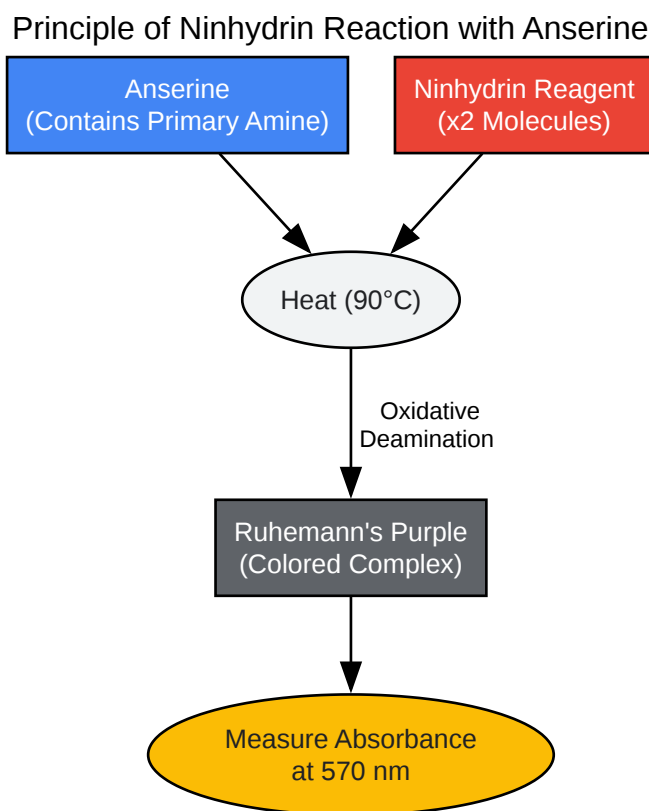 Principle of Ninhydrin Reaction with Anserine
Anserine
(Contains Primary Amine)
Ninhydrin Reagent
(x2 Molecules)
Heat (90°C)
Oxidative
Deamination
Ruhemann's Purple
(Colored Complex)
Measure Absorbance
at 570 nm